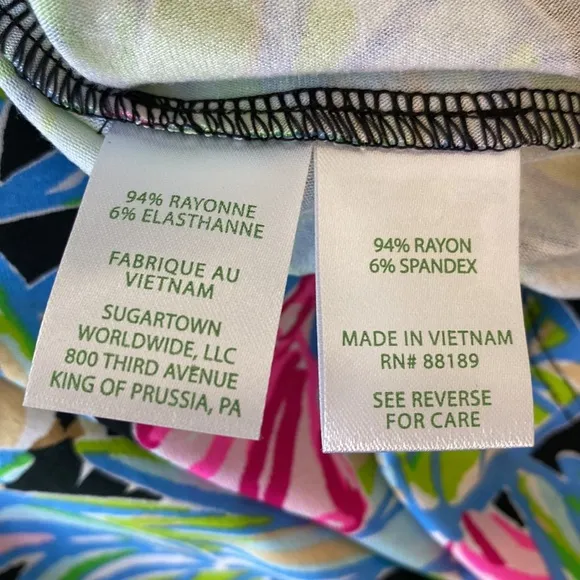 94% RAYONNE
6% ELASTHANNE
FABRIQUE AU
VIETNAM
SUGARTOWN
WORLDWIDE, LLC
800 THIRD AVENUE
KING OF PRUSSIA, PA
94% RAYON
6% SPANDEX
MADE IN VIETNAM
RN# 88189
SEE REVERSE
FOR CARE